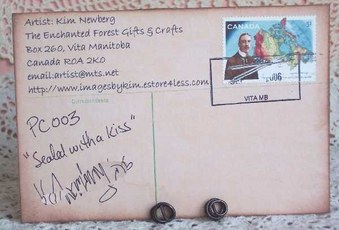 Artist: Kim Newberg
The Enchanted Forest Gifts & Crafts
Box 260, Vita Manitoba
Canada R0A 2K0
email:artist@mts.net
http://www.imagesbykim.estore4less.com
CANADA
VITA MB
PC003
"Sealed with a Kiss"